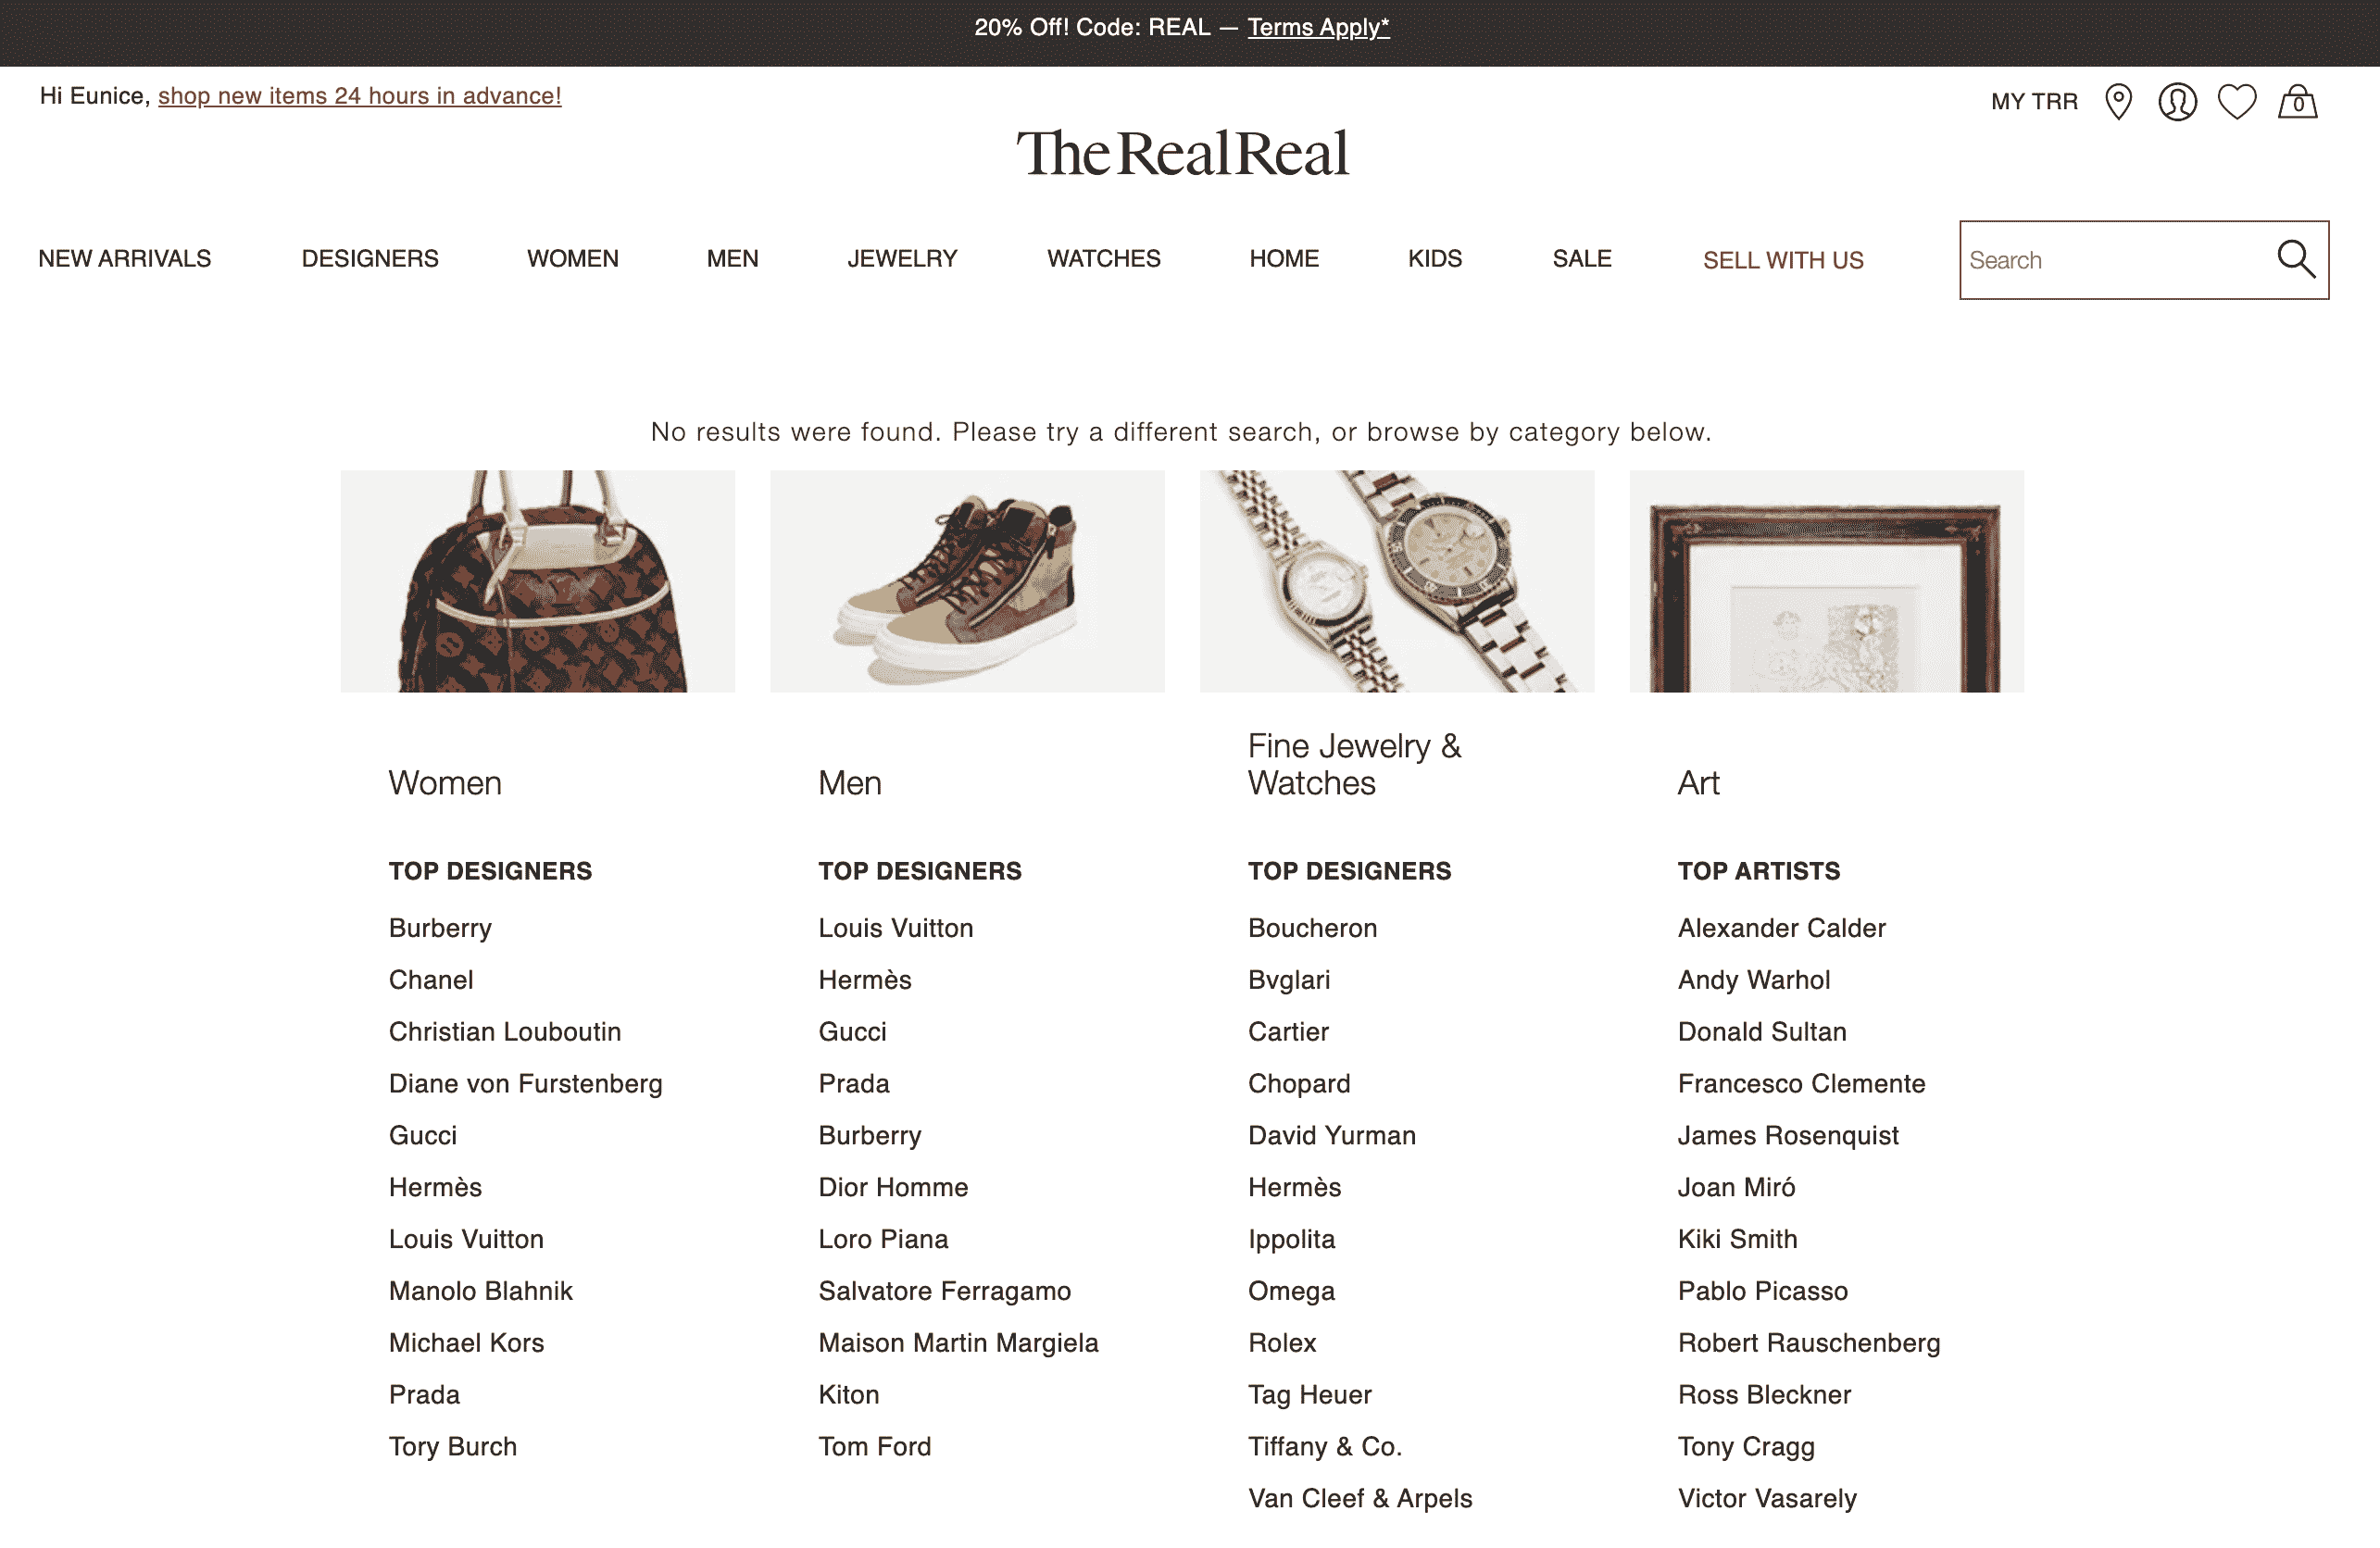 20% Off! Code: REAL — Terms Apply*
Hi Eunice, shop new items 24 hours in advance!
MY TRR
0
The RealReal
NEW ARRIVALS DESIGNERS WOMEN MEN JEWELRY WATCHES HOME KIDS SALE SELL WITH US Search
No results were found. Please try a different search, or browse by category below.
Women
TOP DESIGNERS
Burberry
Chanel
Christian Louboutin
Diane von Furstenberg
Gucci
Hermès
Louis Vuitton
Manolo Blahnik
Michael Kors
Prada
Tory Burch
Men
TOP DESIGNERS
Louis Vuitton
Hermès
Gucci
Prada
Burberry
Dior Homme
Loro Piana
Salvatore Ferragamo
Maison Martin Margiela
Kiton
Tom Ford
Fine Jewelry &
Watches
TOP DESIGNERS
Boucheron
Bvglari
Cartier
Chopard
David Yurman
Hermès
Ippolita
Omega
Rolex
Tag Heuer
Tiffany & Co.
Van Cleef & Arpels
Art
TOP ARTISTS
Alexander Calder
Andy Warhol
Donald Sultan
Francesco Clemente
James Rosenquist
Joan Miró
Kiki Smith
Pablo Picasso
Robert Rauschenberg
Ross Bleckner
Tony Cragg
Victor Vasarely